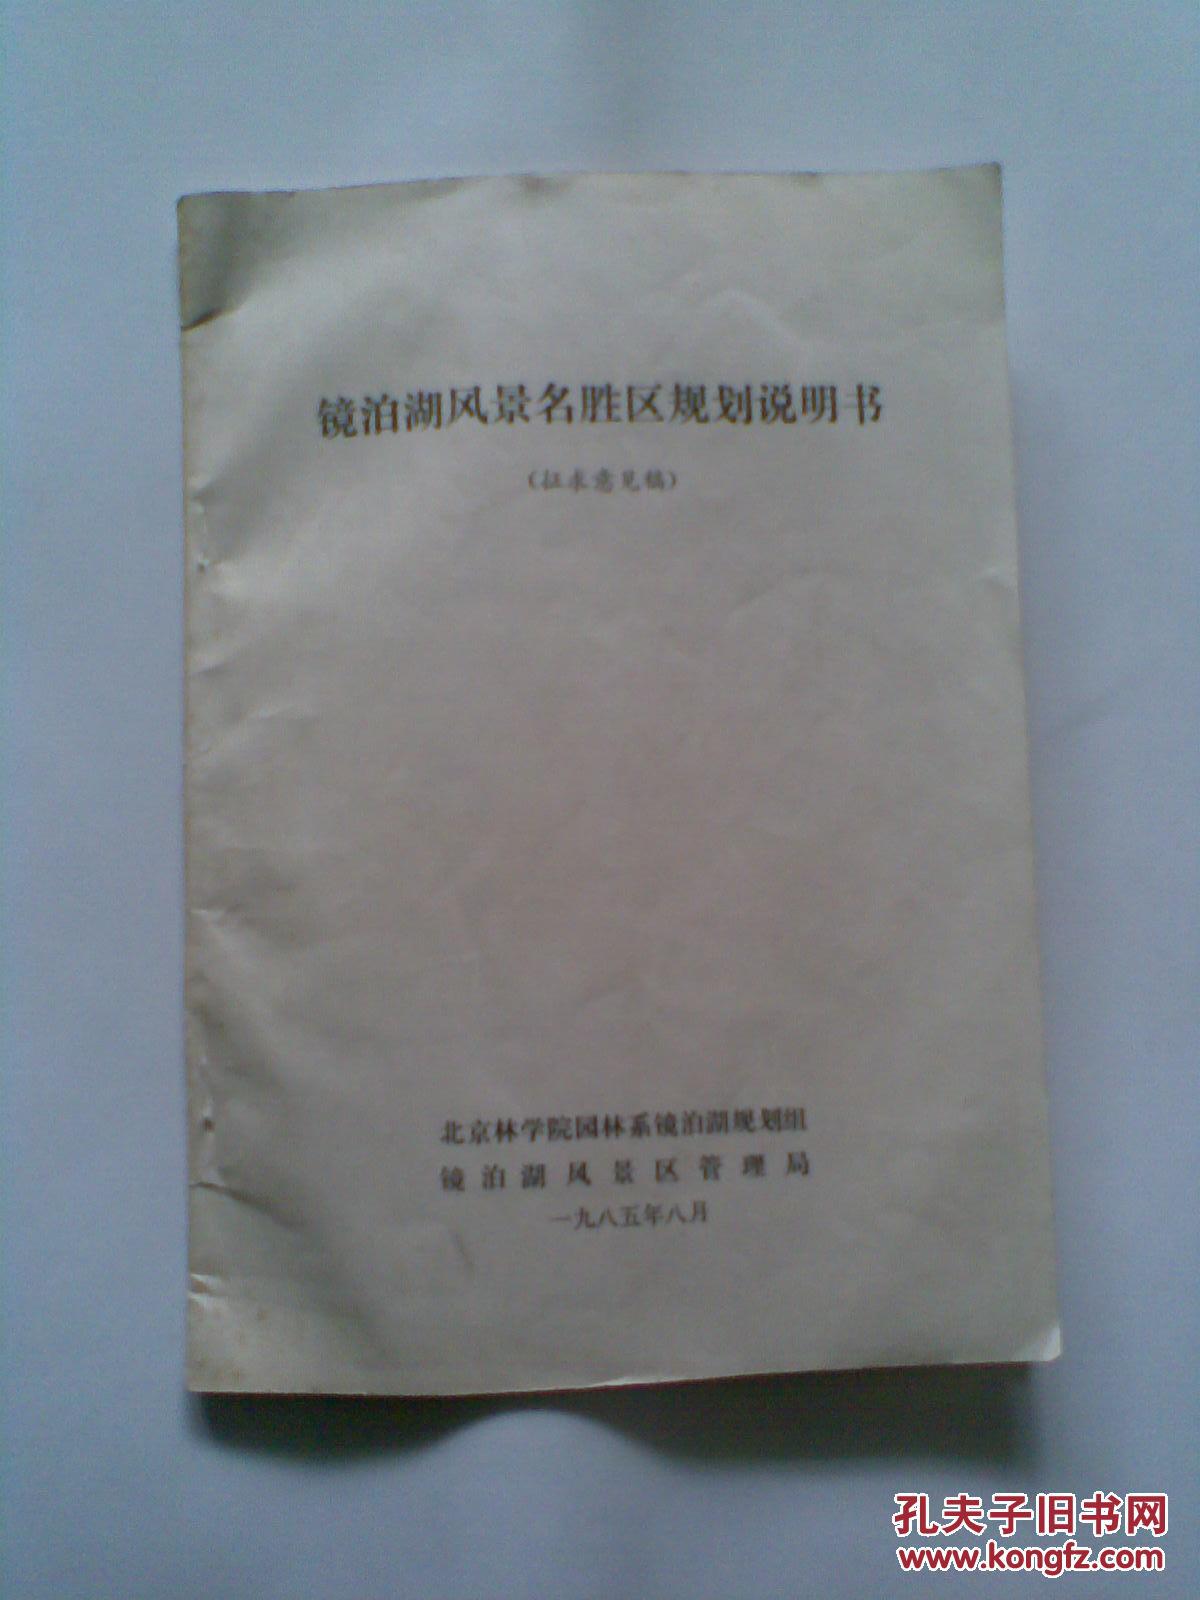 镜泊湖风景名胜区规划说明书
(征求意见稿)
北京林学院园林系镜泊湖规划组
镜泊湖风景区管理局
一九八五年八月
孔夫子旧书网
www.kongfz.com